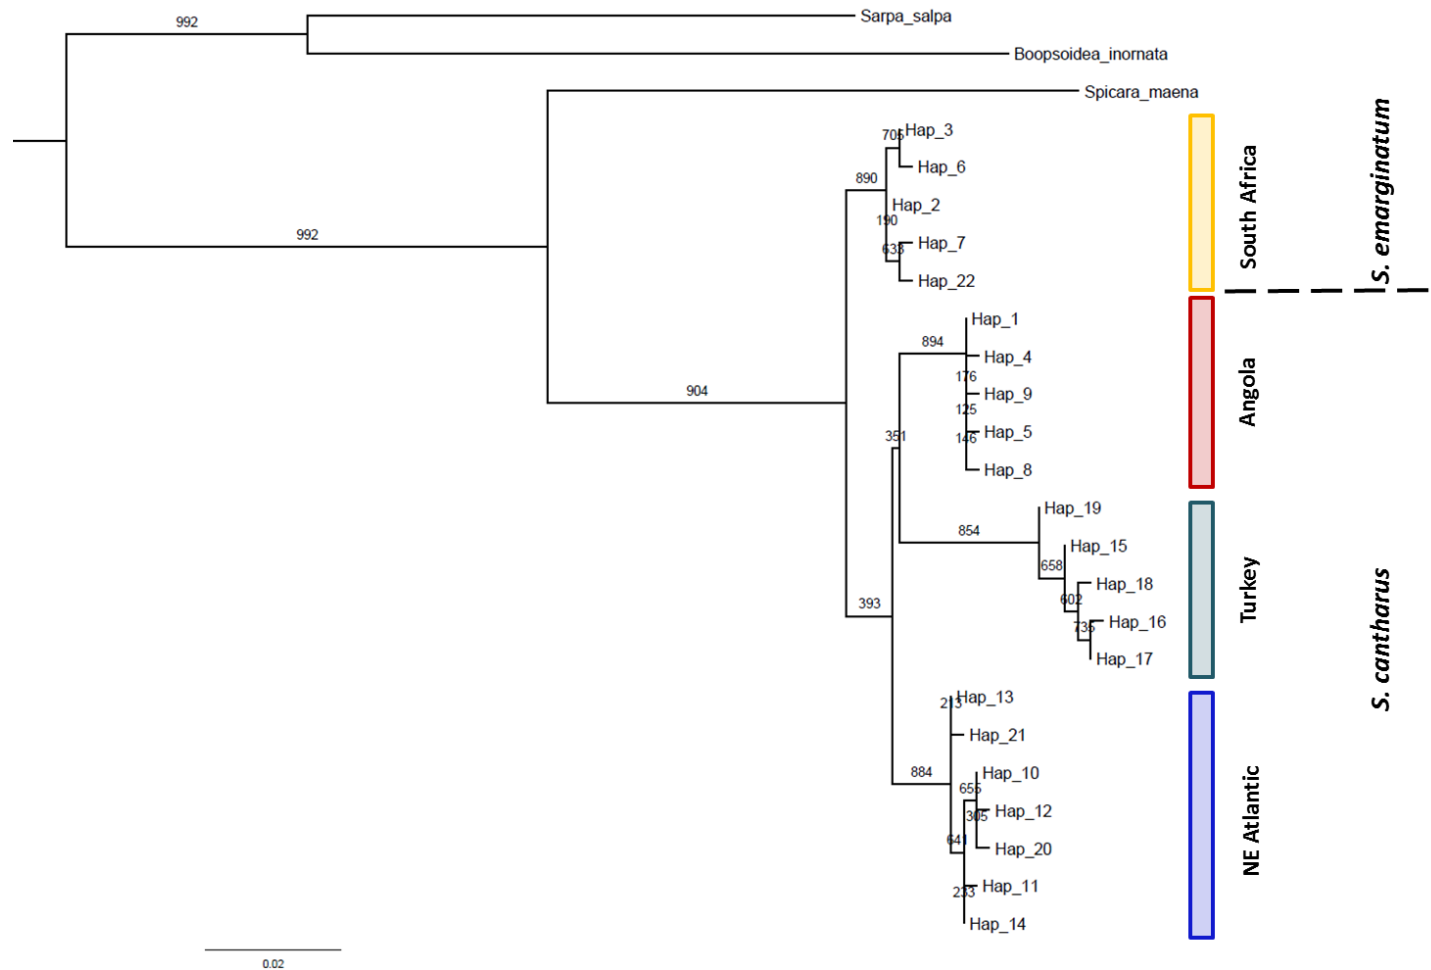 992
Sarpa_salpa
Boopsoidea_inornata
Spicara_maena
992
904
890
705
Hap_3
Hap_6
Hap_2
190
633
Hap_7
Hap_22
South Africa
S. emarginatum
393
351
894
Hap_1
Hap_4
176
Hap_9
125
Hap_5
146
Hap_8
Angola
854
Hap_19
658
Hap_15
602
Hap_18
735
Hap_16
Hap_17
Turkey
S. cantharus
884
213
Hap_13
Hap_21
641
655
Hap_10
305
Hap_12
Hap_20
233
Hap_11
Hap_14
NE Atlantic
0.02